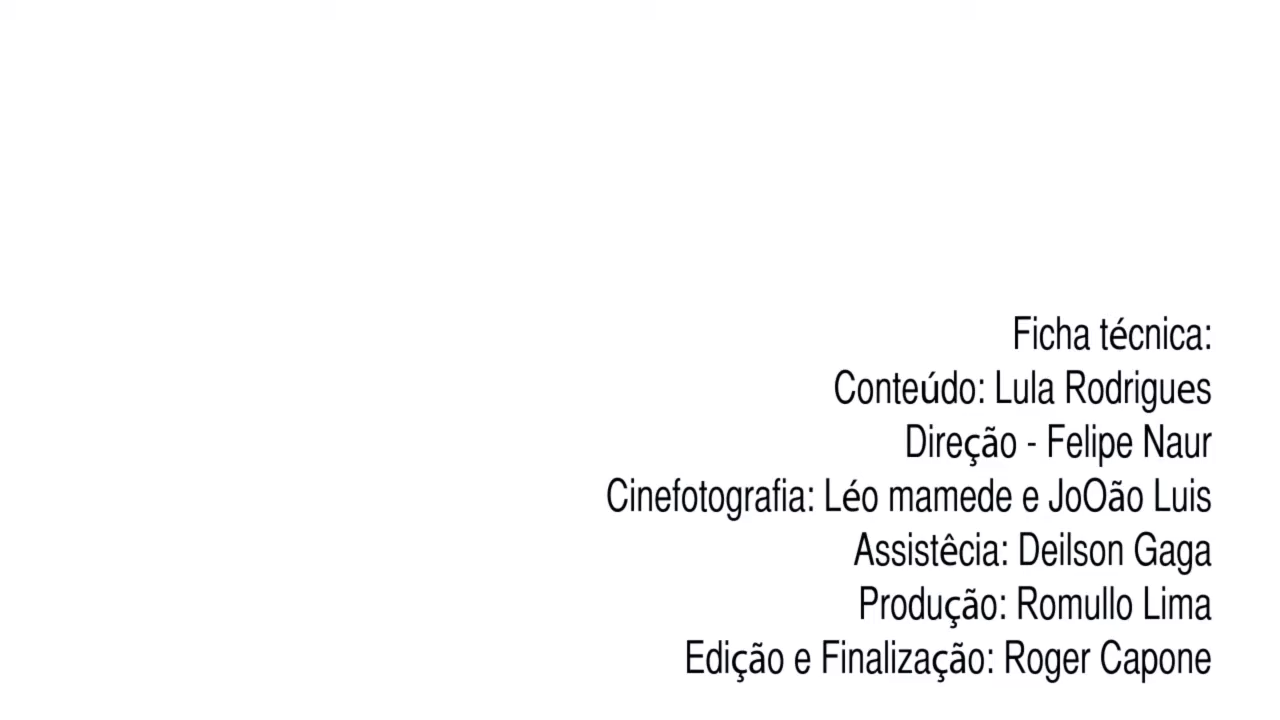 Ficha técnica:
Conteúdo: Lula Rodrigues
Direção - Felipe Naur
Cinefotografia: Léo mamede e JoOão Luis
Assistêcia: Deilson Gaga
Produção: Romullo Lima
Edição e Finalização: Roger Capone